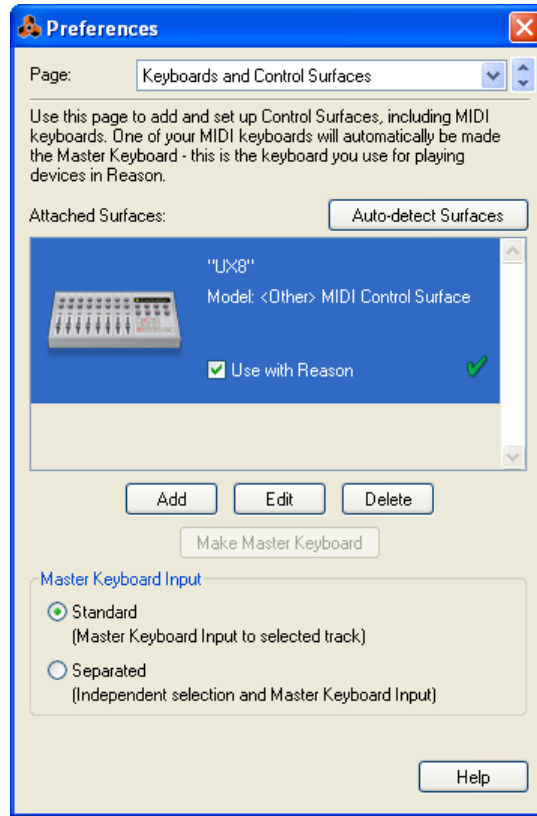 Preferences
Page: Keyboards and Control Surfaces
Use this page to add and set up Control Surfaces, including MIDI
keyboards. One of your MIDI keyboards will automatically be made
the Master Keyboard - this is the keyboard you use for playing
devices in Reason.
Attached Surfaces: Auto-detect Surfaces
"UX8"
Model: <Other> MIDI Control Surface
Use with Reason
Add Edit Delete
Make Master Keyboard
Master Keyboard Input
Standard
(Master Keyboard Input to selected track)
Separated
(Independent selection and Master Keyboard Input)
Help